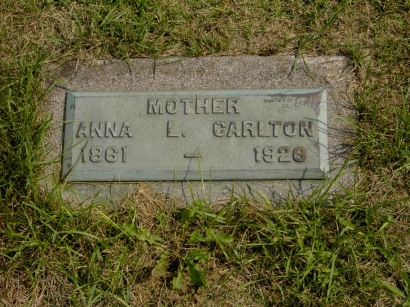 MOTHER
ANNA L. CARLTON
1861 – 1926